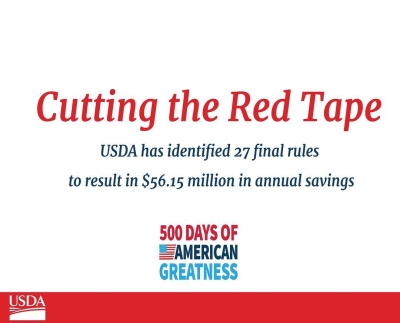 Cutting the Red Tape
USDA has identified 27 final rules
to result in $56.15 million in annual savings
500 DAYS OF
AMERICAN
GREATNESS
USDA